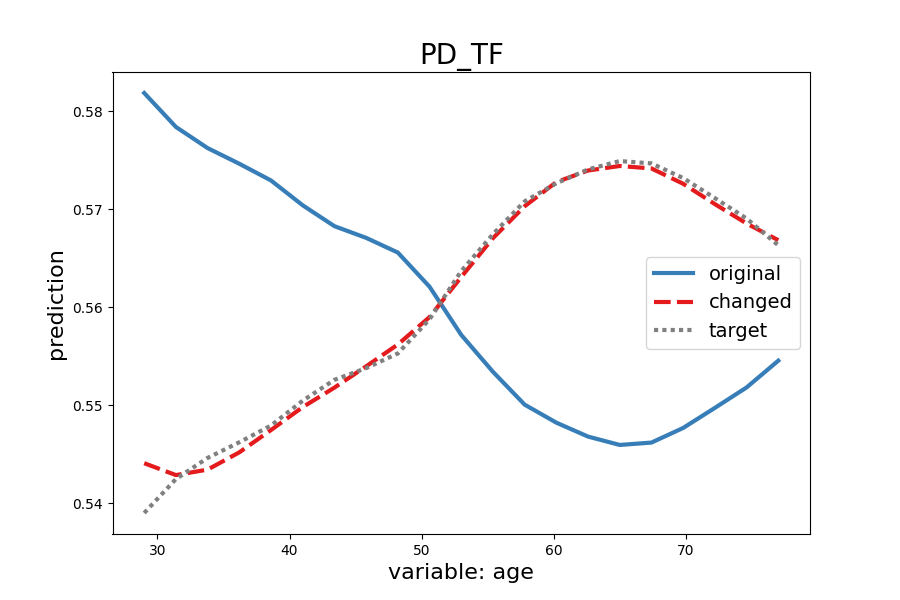 PD_TF
prediction
0.58
0.57
0.56
0.55
0.54
original
changed
target
30 40 50 60 70
variable: age